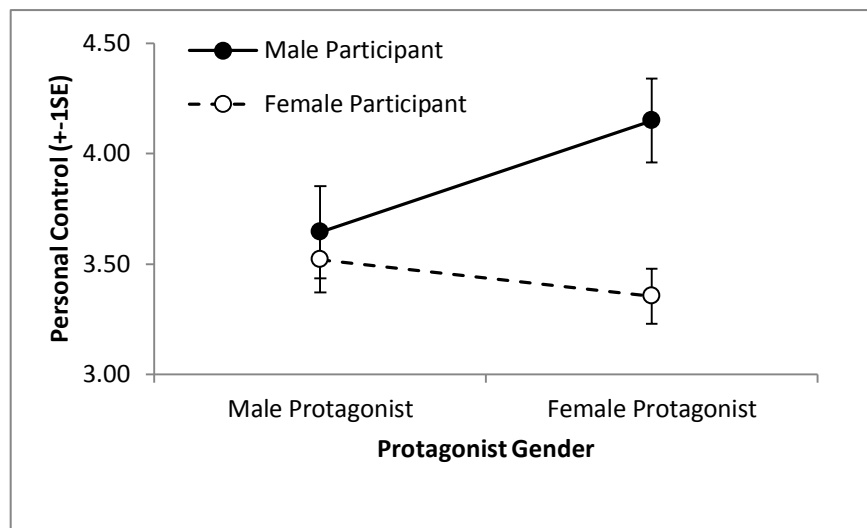 4.50
Male Participant
Female Participant
4.00
3.50
3.00
Personal Control (+-1SE)
Male Protagonist
Female Protagonist
Protagonist Gender